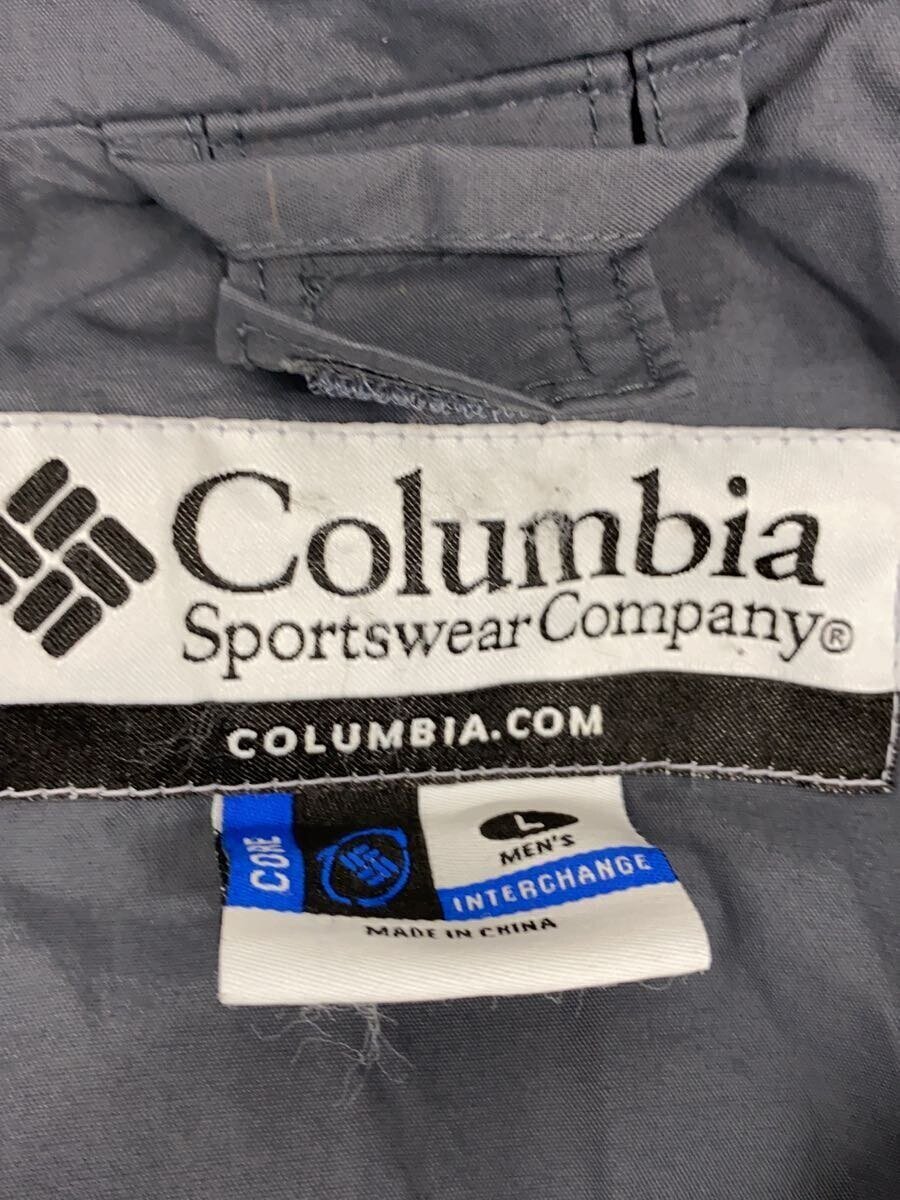 Columbia
Sportswear Company®
COLUMBIA.COM
CORE
L
MEN'S
INTERCHANGE
MADE IN CHINA